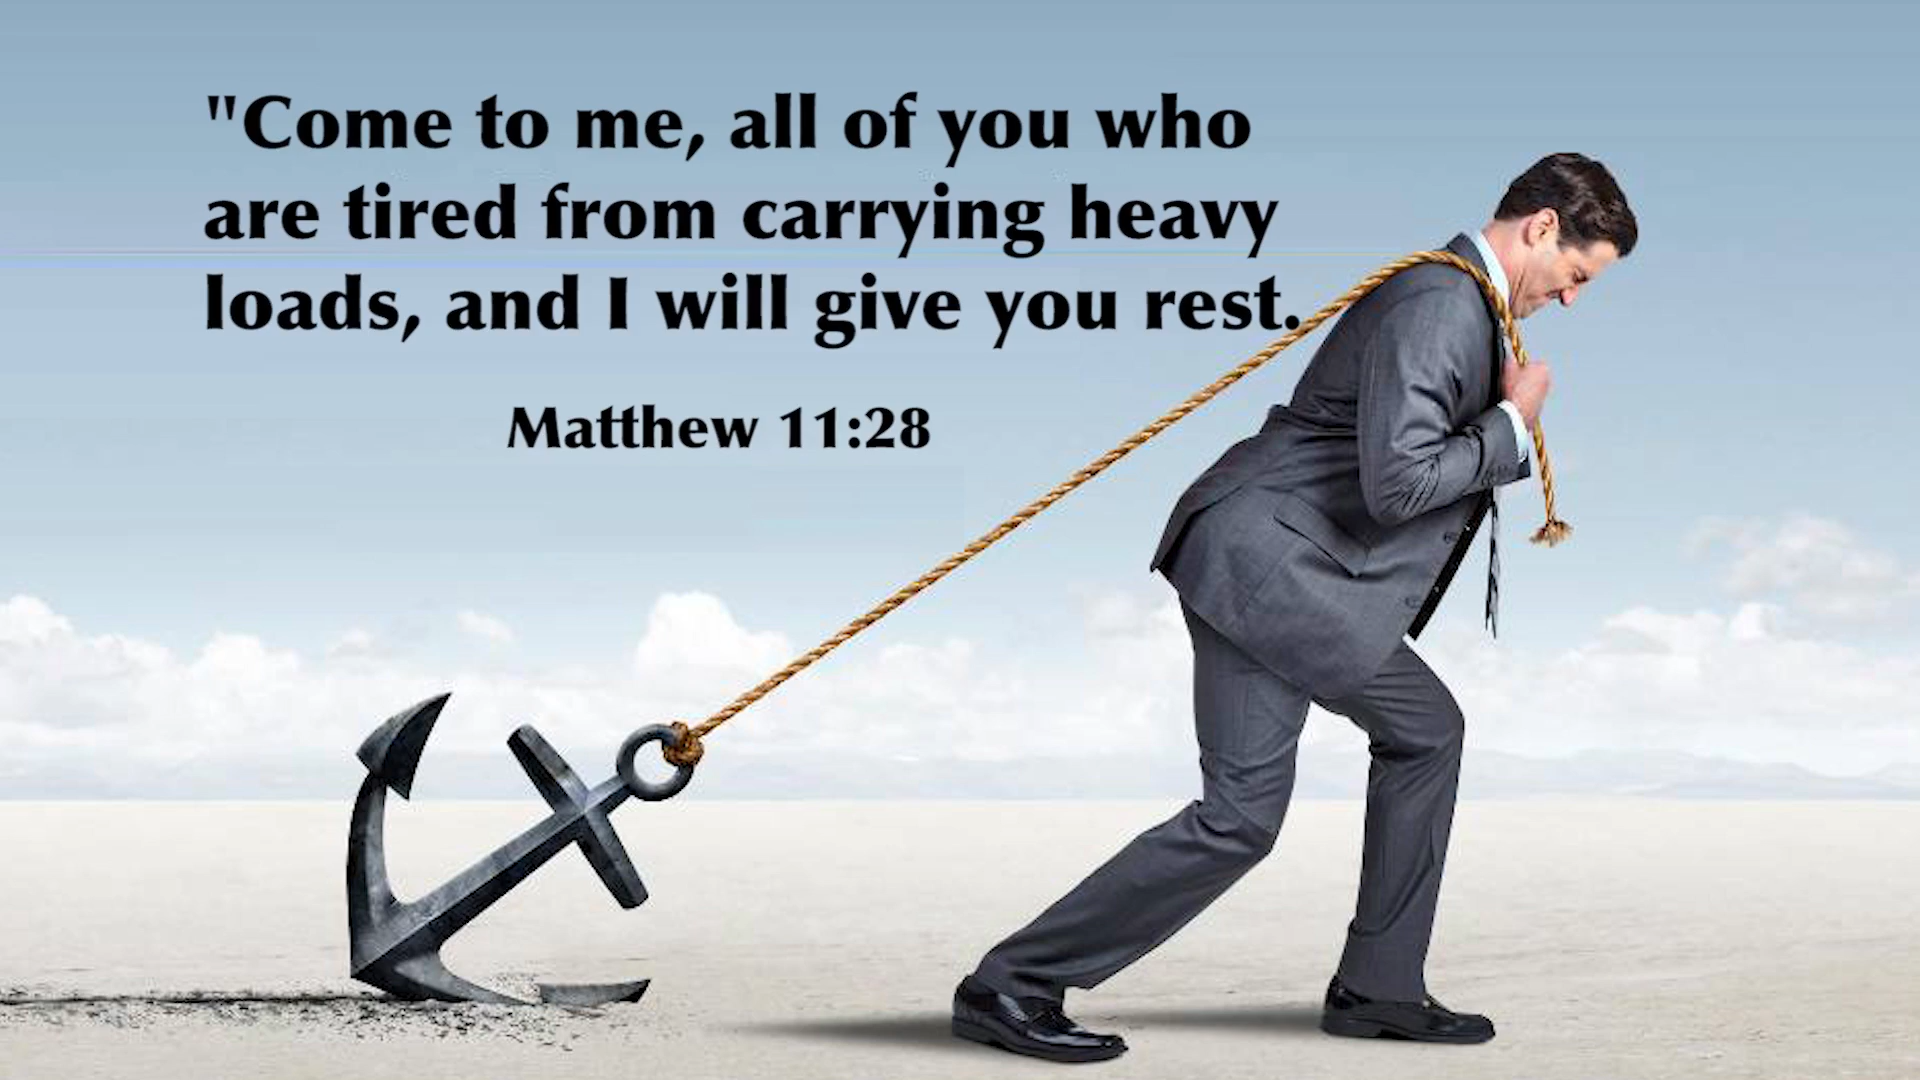 "Come to me, all of you who
are tired from carrying heavy
loads, and I will give you rest.
Matthew 11:28